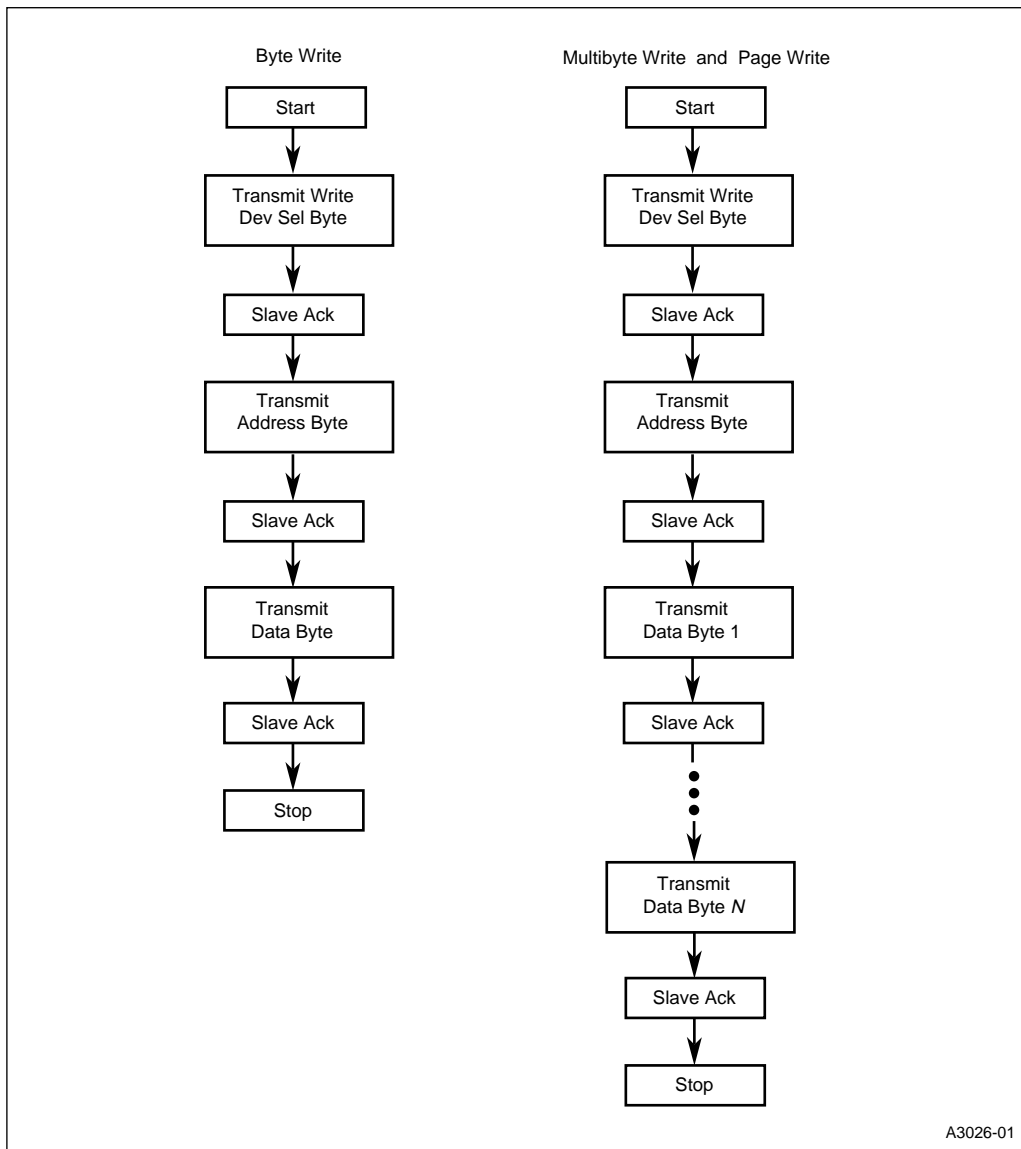 Byte Write
Start
Transmit Write
Dev Sel Byte
Slave Ack
Transmit
Address Byte
Slave Ack
Transmit
Data Byte
Slave Ack
Stop
Multibyte Write and Page Write
Start
Transmit Write
Dev Sel Byte
Slave Ack
Transmit
Address Byte
Slave Ack
Transmit
Data Byte 1
Slave Ack
Transmit
Data Byte N
Slave Ack
Stop
A3026-01